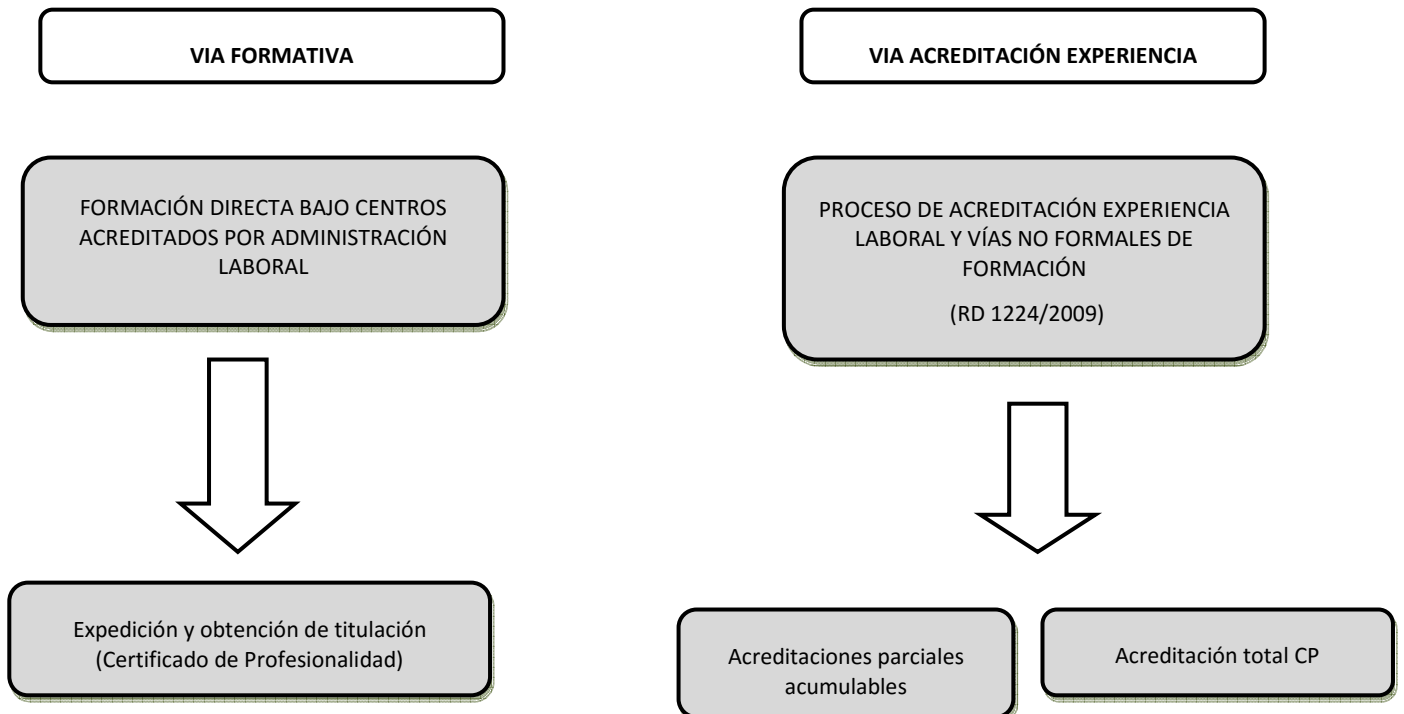 VIA FORMATIVA
VIA ACREDITACIÓN EXPERIENCIA
FORMACIÓN DIRECTA BAJO CENTROS
ACREDITADOS POR ADMINISTRACIÓN
LABORAL
PROCESO DE ACREDITACIÓN EXPERIENCIA
LABORAL Y VÍAS NO FORMALES DE
FORMACIÓN
(RD 1224/2009)
Expedición y obtención de titulación
(Certificado de Profesionalidad)
Acreditaciones parciales
acumulables
Acreditación total CP